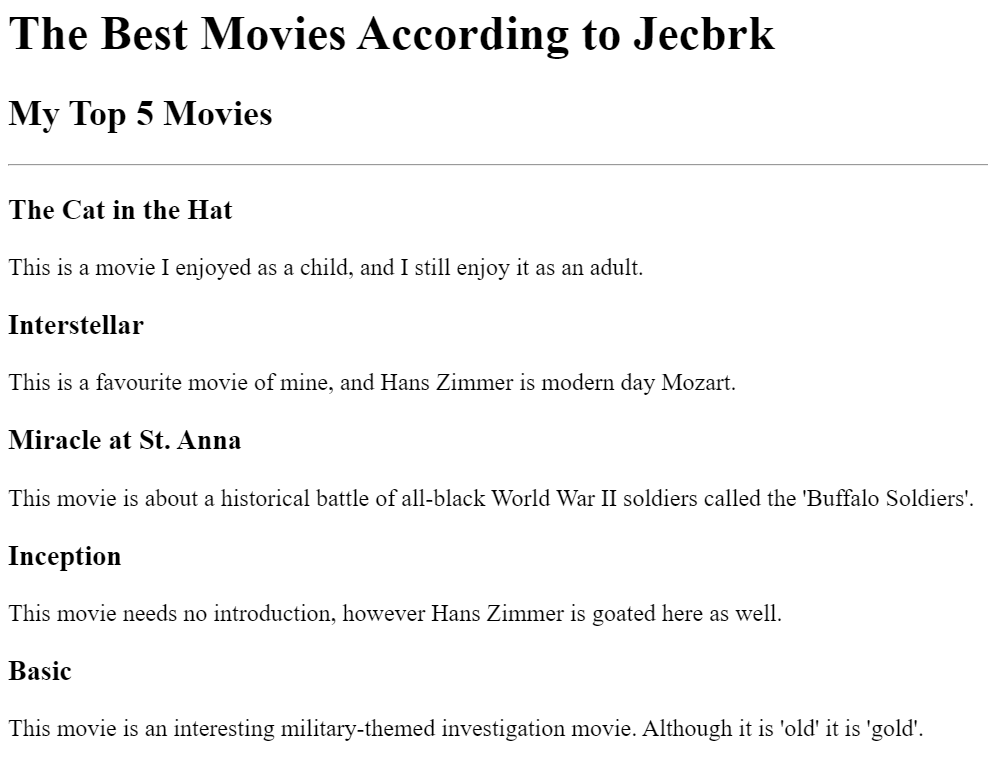 The Best Movies According to Jecbrk
My Top 5 Movies
The Cat in the Hat
This is a movie I enjoyed as a child, and I still enjoy it as an adult.
Interstellar
This is a favourite movie of mine, and Hans Zimmer is modern day Mozart.
Miracle at St. Anna
This movie is about a historical battle of all-black World War II soldiers called the 'Buffalo Soldiers'.
Inception
This movie needs no introduction, however Hans Zimmer is goated here as well.
Basic
This movie is an interesting military-themed investigation movie. Although it is 'old' it is 'gold'.